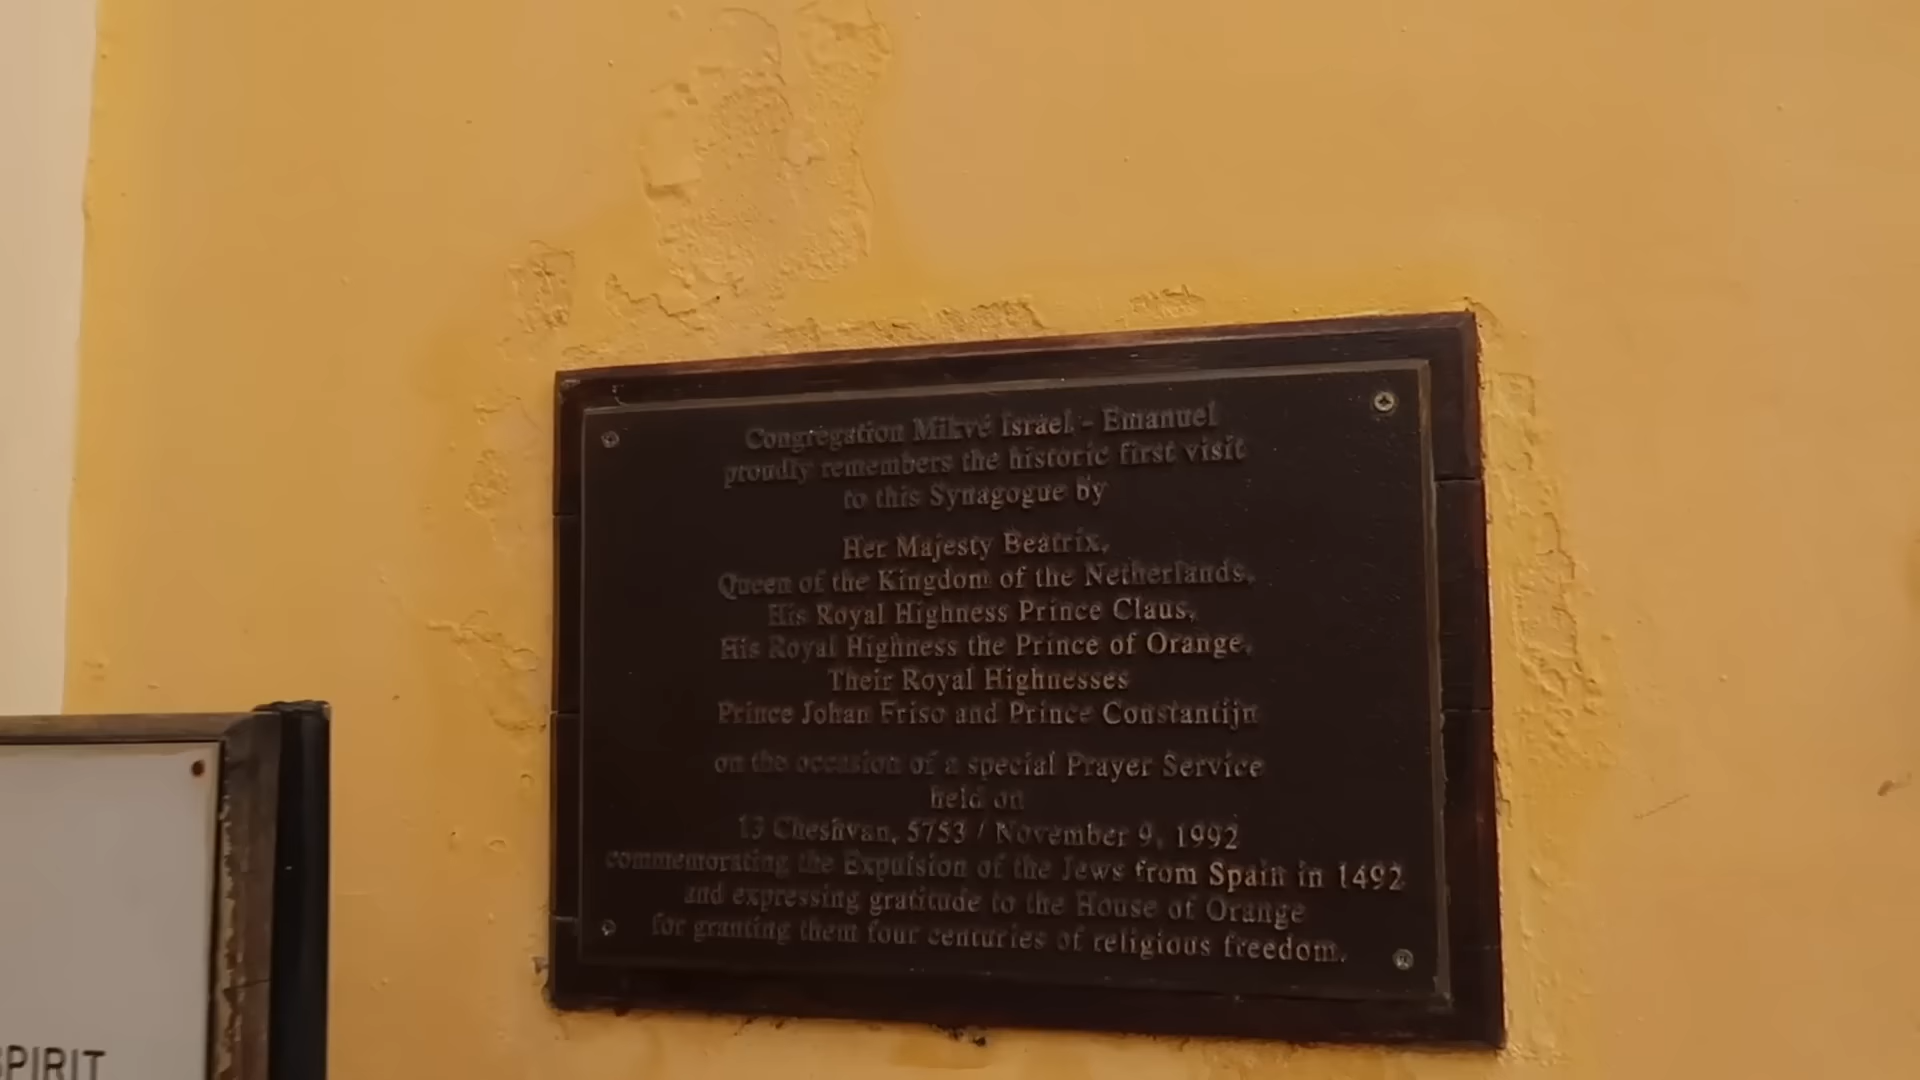 Congregation Mikvé Israel - Emanuel
proudly remembers the historic first visit
to this Synagogue by
Her Majesty Beatrix,
Queen of the Kingdom of the Netherlands,
His Royal Highness Prince Claus,
His Royal Highness the Prince of Orange,
Their Royal Highnesses
Prince Johan Friso and Prince Constantijn
on the occasion of a special Prayer Service
held on
13 Cheshvan, 5753 / November 9, 1992
commemorating the Expulsion of the Jews from Spain in 1492
and expressing gratitude to the House of Orange
for granting them four centuries of religious freedom.
SPIRIT